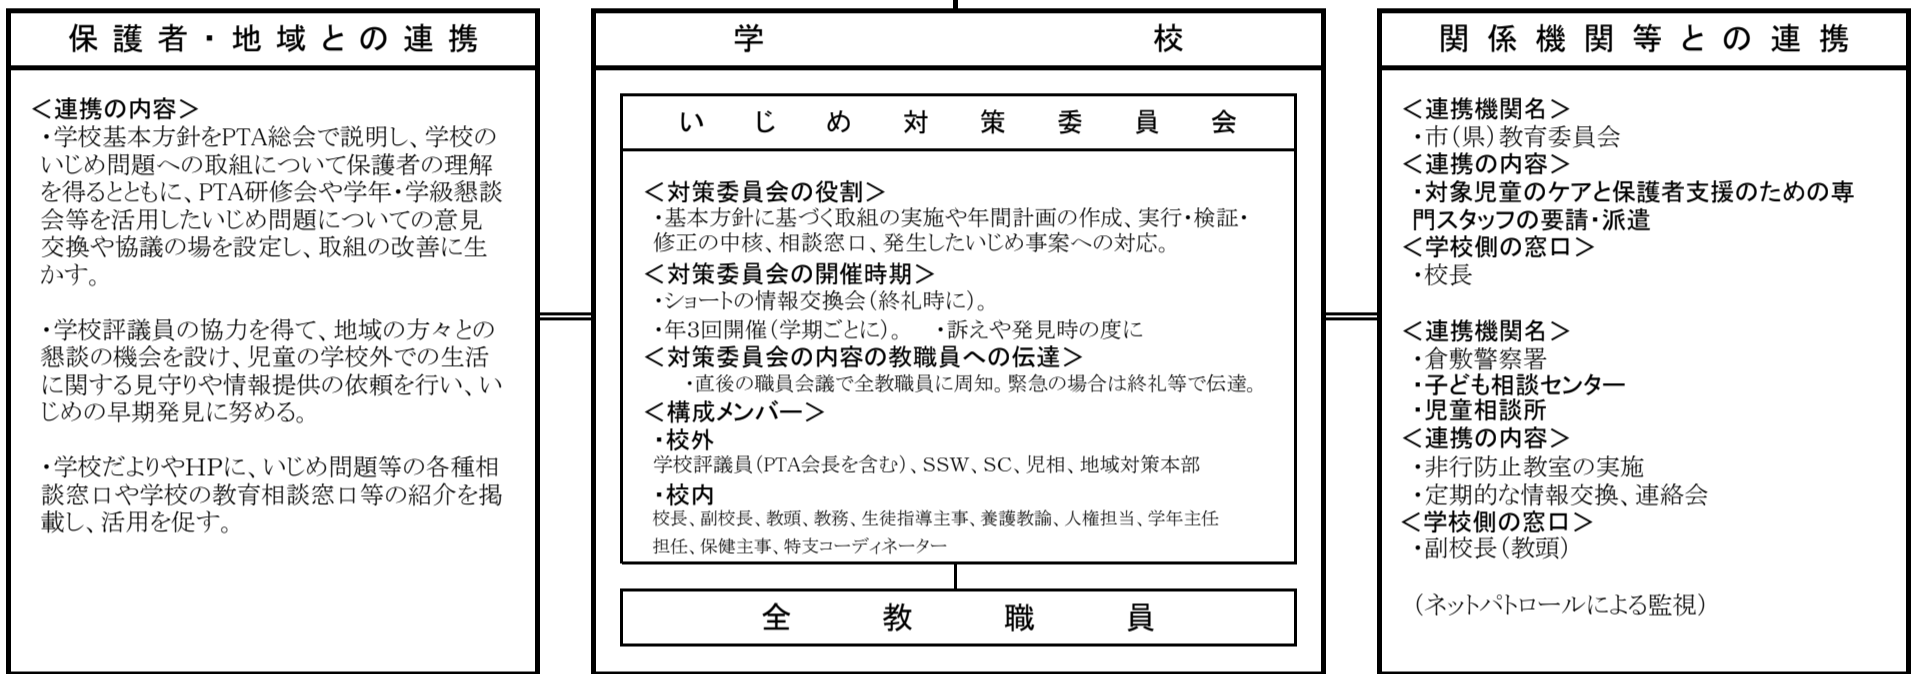 保護者・地域との連携
＜連携の内容＞
・学校基本方針をPTA総会で説明し、学校の
いじめ問題への取組について保護者の理解
を得るとともに、PTA研修会や学年・学級懇談
会等を活用したいじめ問題についての意見
交換や協議の場を設定し、取組の改善に生
かす。
・学校評議員の協力を得て、地域の方々との
懇談の機会を設け、児童の学校外での生活
に関する見守りや情報提供の依頼を行い、い
じめの早期発見に努める。
・学校だよりやHPに、いじめ問題等の各種相
談窓口や学校の教育相談窓口等の紹介を掲
載し、活用を促す。
学校
いじめ対策委員会
＜対策委員会の役割＞
・基本方針に基づく取組の実施や年間計画の作成、実行・検証・
修正の中核、相談窓口、発生したいじめ事案への対応。
＜対策委員会の開催時期＞
・ショートの情報交換会（終礼時に）。
・年3回開催（学期ごとに）。　・訴えや発見時の度に
＜対策委員会の内容の教職員への伝達＞
・直後の職員会議で全教職員に周知。緊急の場合は終礼等で伝達。
＜構成メンバー＞
・校外
学校評議員（PTA会長を含む）、SSW、SC、児相、地域対策本部
・校内
校長、副校長、教頭、教務、生徒指導主事、養護教諭、人権担当、学年主任
担任、保健主事、特支コーディネーター
全教職員
関係機関等との連携
＜連携機関名＞
・市（県）教育委員会
＜連携の内容＞
・対象児童のケアと保護者支援のための専
門スタッフの要請・派遣
＜学校側の窓口＞
・校長
＜連携機関名＞
・倉敷警察署
・子ども相談センター
・児童相談所
＜連携の内容＞
・非行防止教室の実施
・定期的な情報交換、連絡会
＜学校側の窓口＞
・副校長（教頭）
（ネットパトロールによる監視）